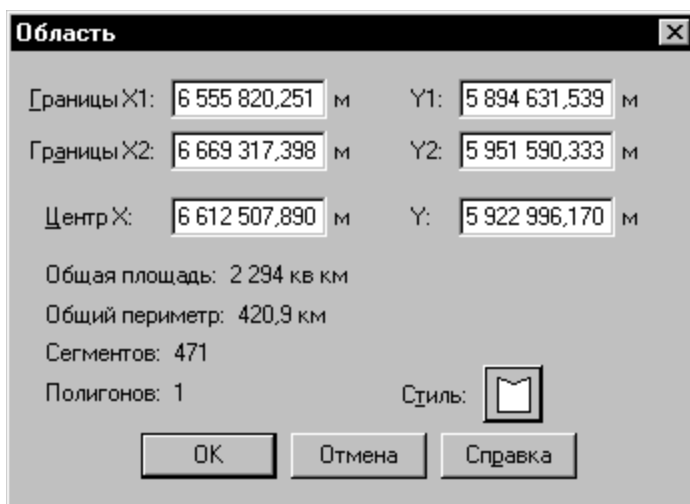 Область
Границы X1: 6 555 820,251 м Y1: 5 894 631,539 м
Границы X2: 6 669 317,398 м Y2: 5 951 590,333 м
Центр X: 6 612 507,890 м Y: 5 922 996,170 м
Общая площадь: 2 294 кв км
Общий периметр: 420,9 км
Сегментов: 471
Полигонов: 1 Стиль:
OK Отмена Справка